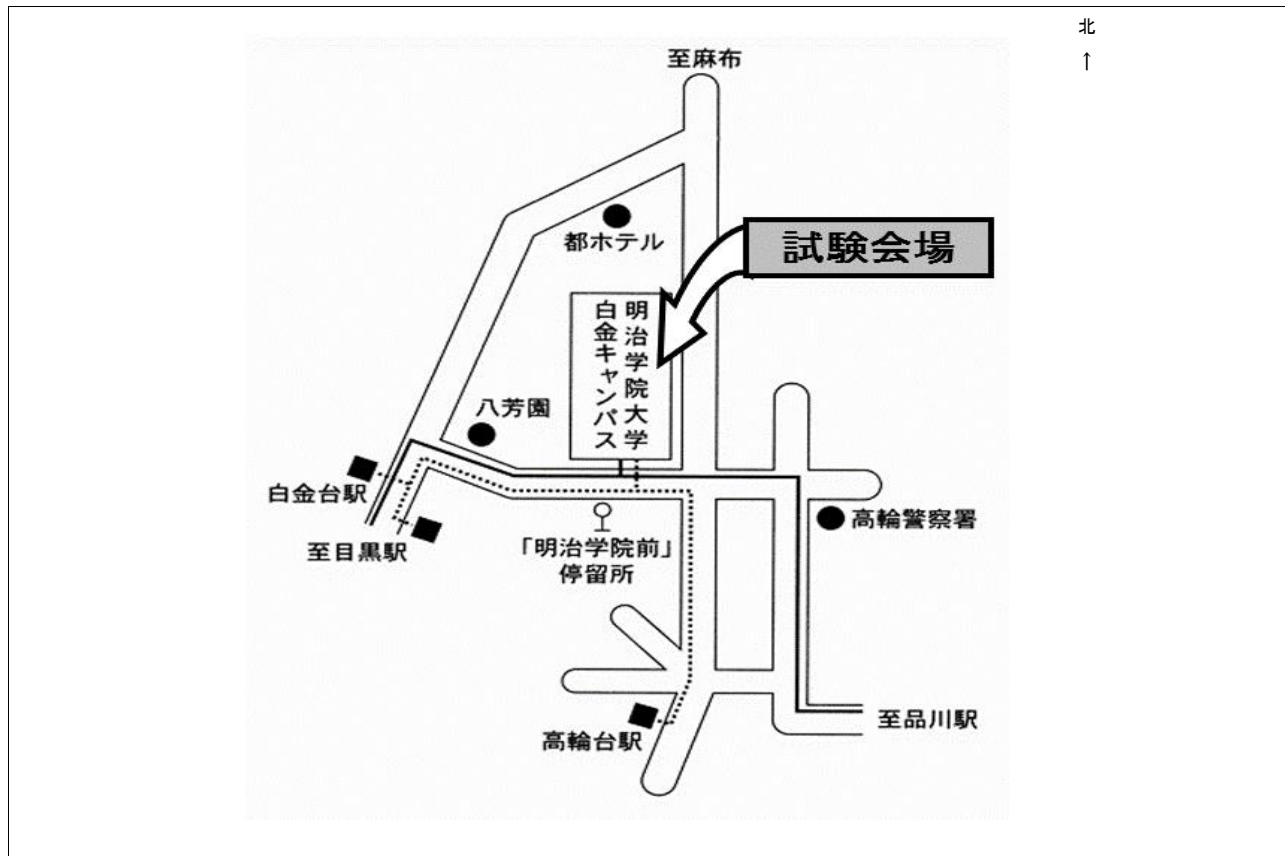 北
↑
至麻布
都ホテル
試験会場
明治学院大学
白金キャンパス
八芳園
白金台駅
至目黒駅
「明治学院前」
停留所
高輪警察署
高輪台駅
至品川駅